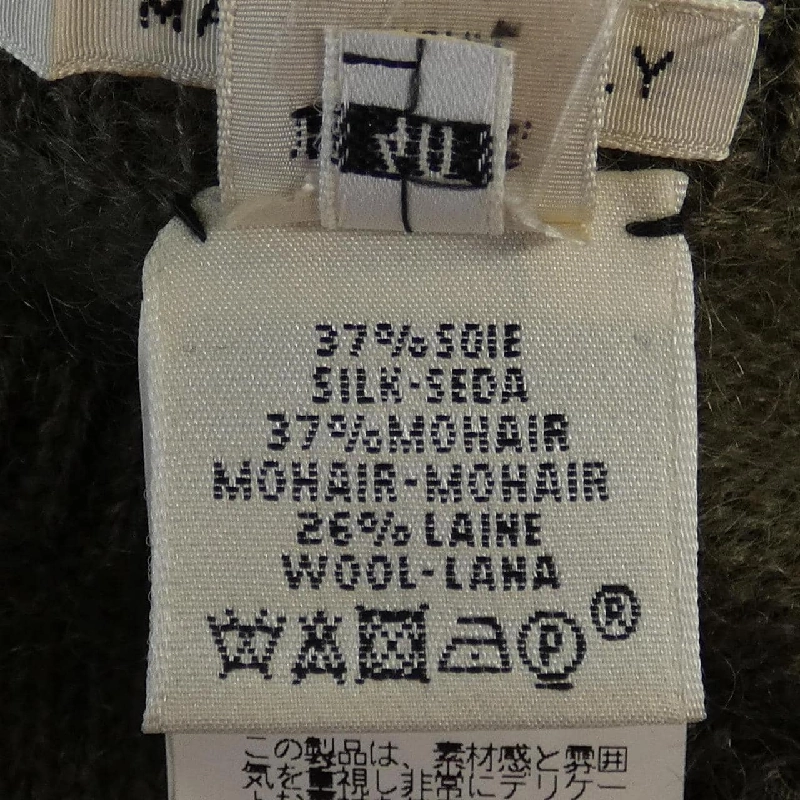 MA
.Y
37% SOIE
SILK-SEDA
37% MOHAIR
MOHAIR-MOHAIR
26% LAINE
WOOL-LANA
P
®
この製品は、素材感と雰囲
気を重視し非常にデリケー